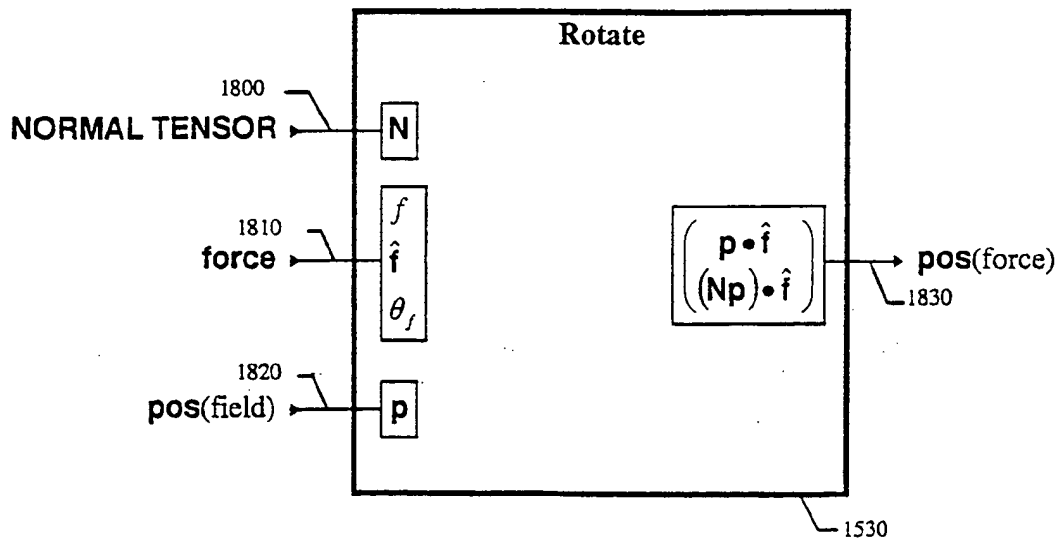 Rotate
1800
NORMAL TENSOR
N
1810
force
f
f̂
θ_f
1820
pos(field)
p
p • f̂
(Np) • f̂
pos(force)
1830
1530